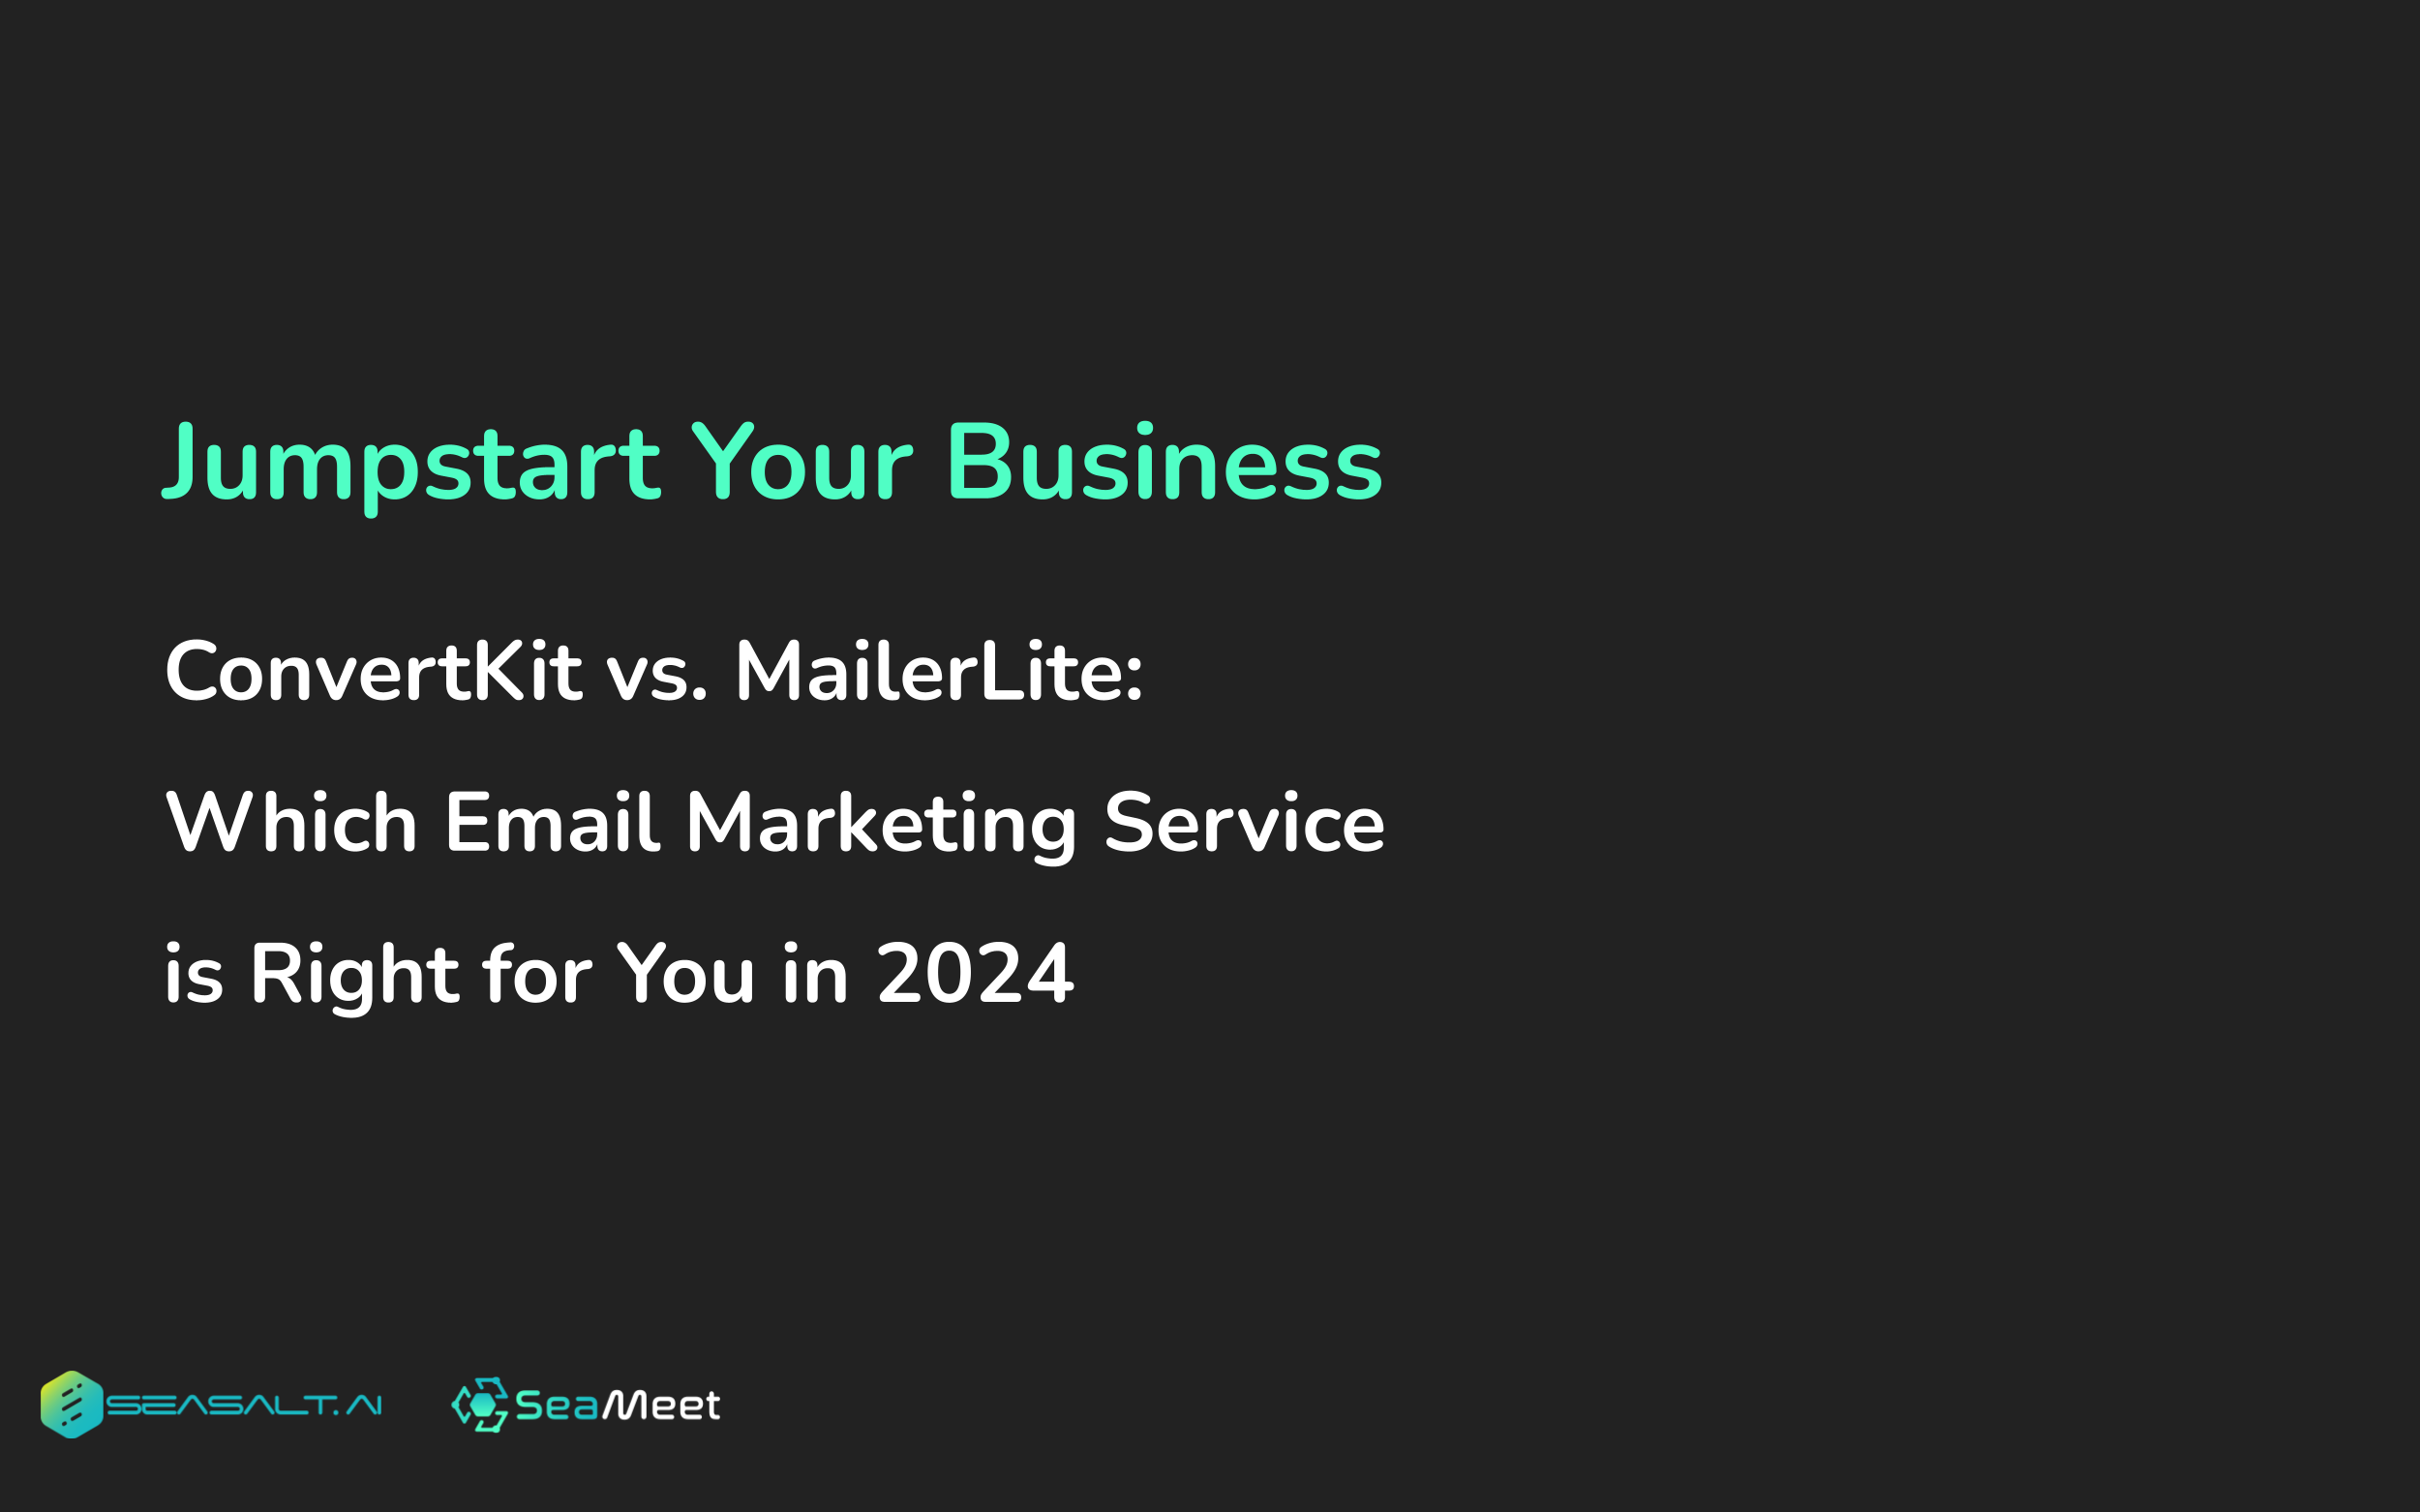 Jumpstart Your Business
ConvertKit vs. MailerLite:
Which Email Marketing Service
is Right for You in 2024
SEASALT.AI
SeaMeet